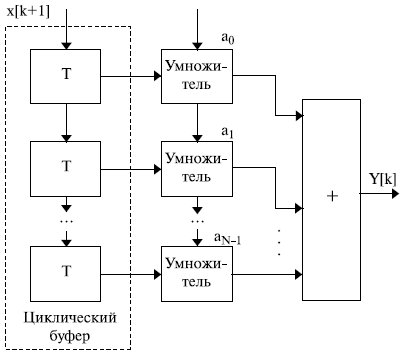 x[k+1]
a0
T
Умножи-
тель
a1
T
Умножи-
тель
+
Y[k]
...
...
...
aN-1
T
Умножи-
тель
Циклический
буфер